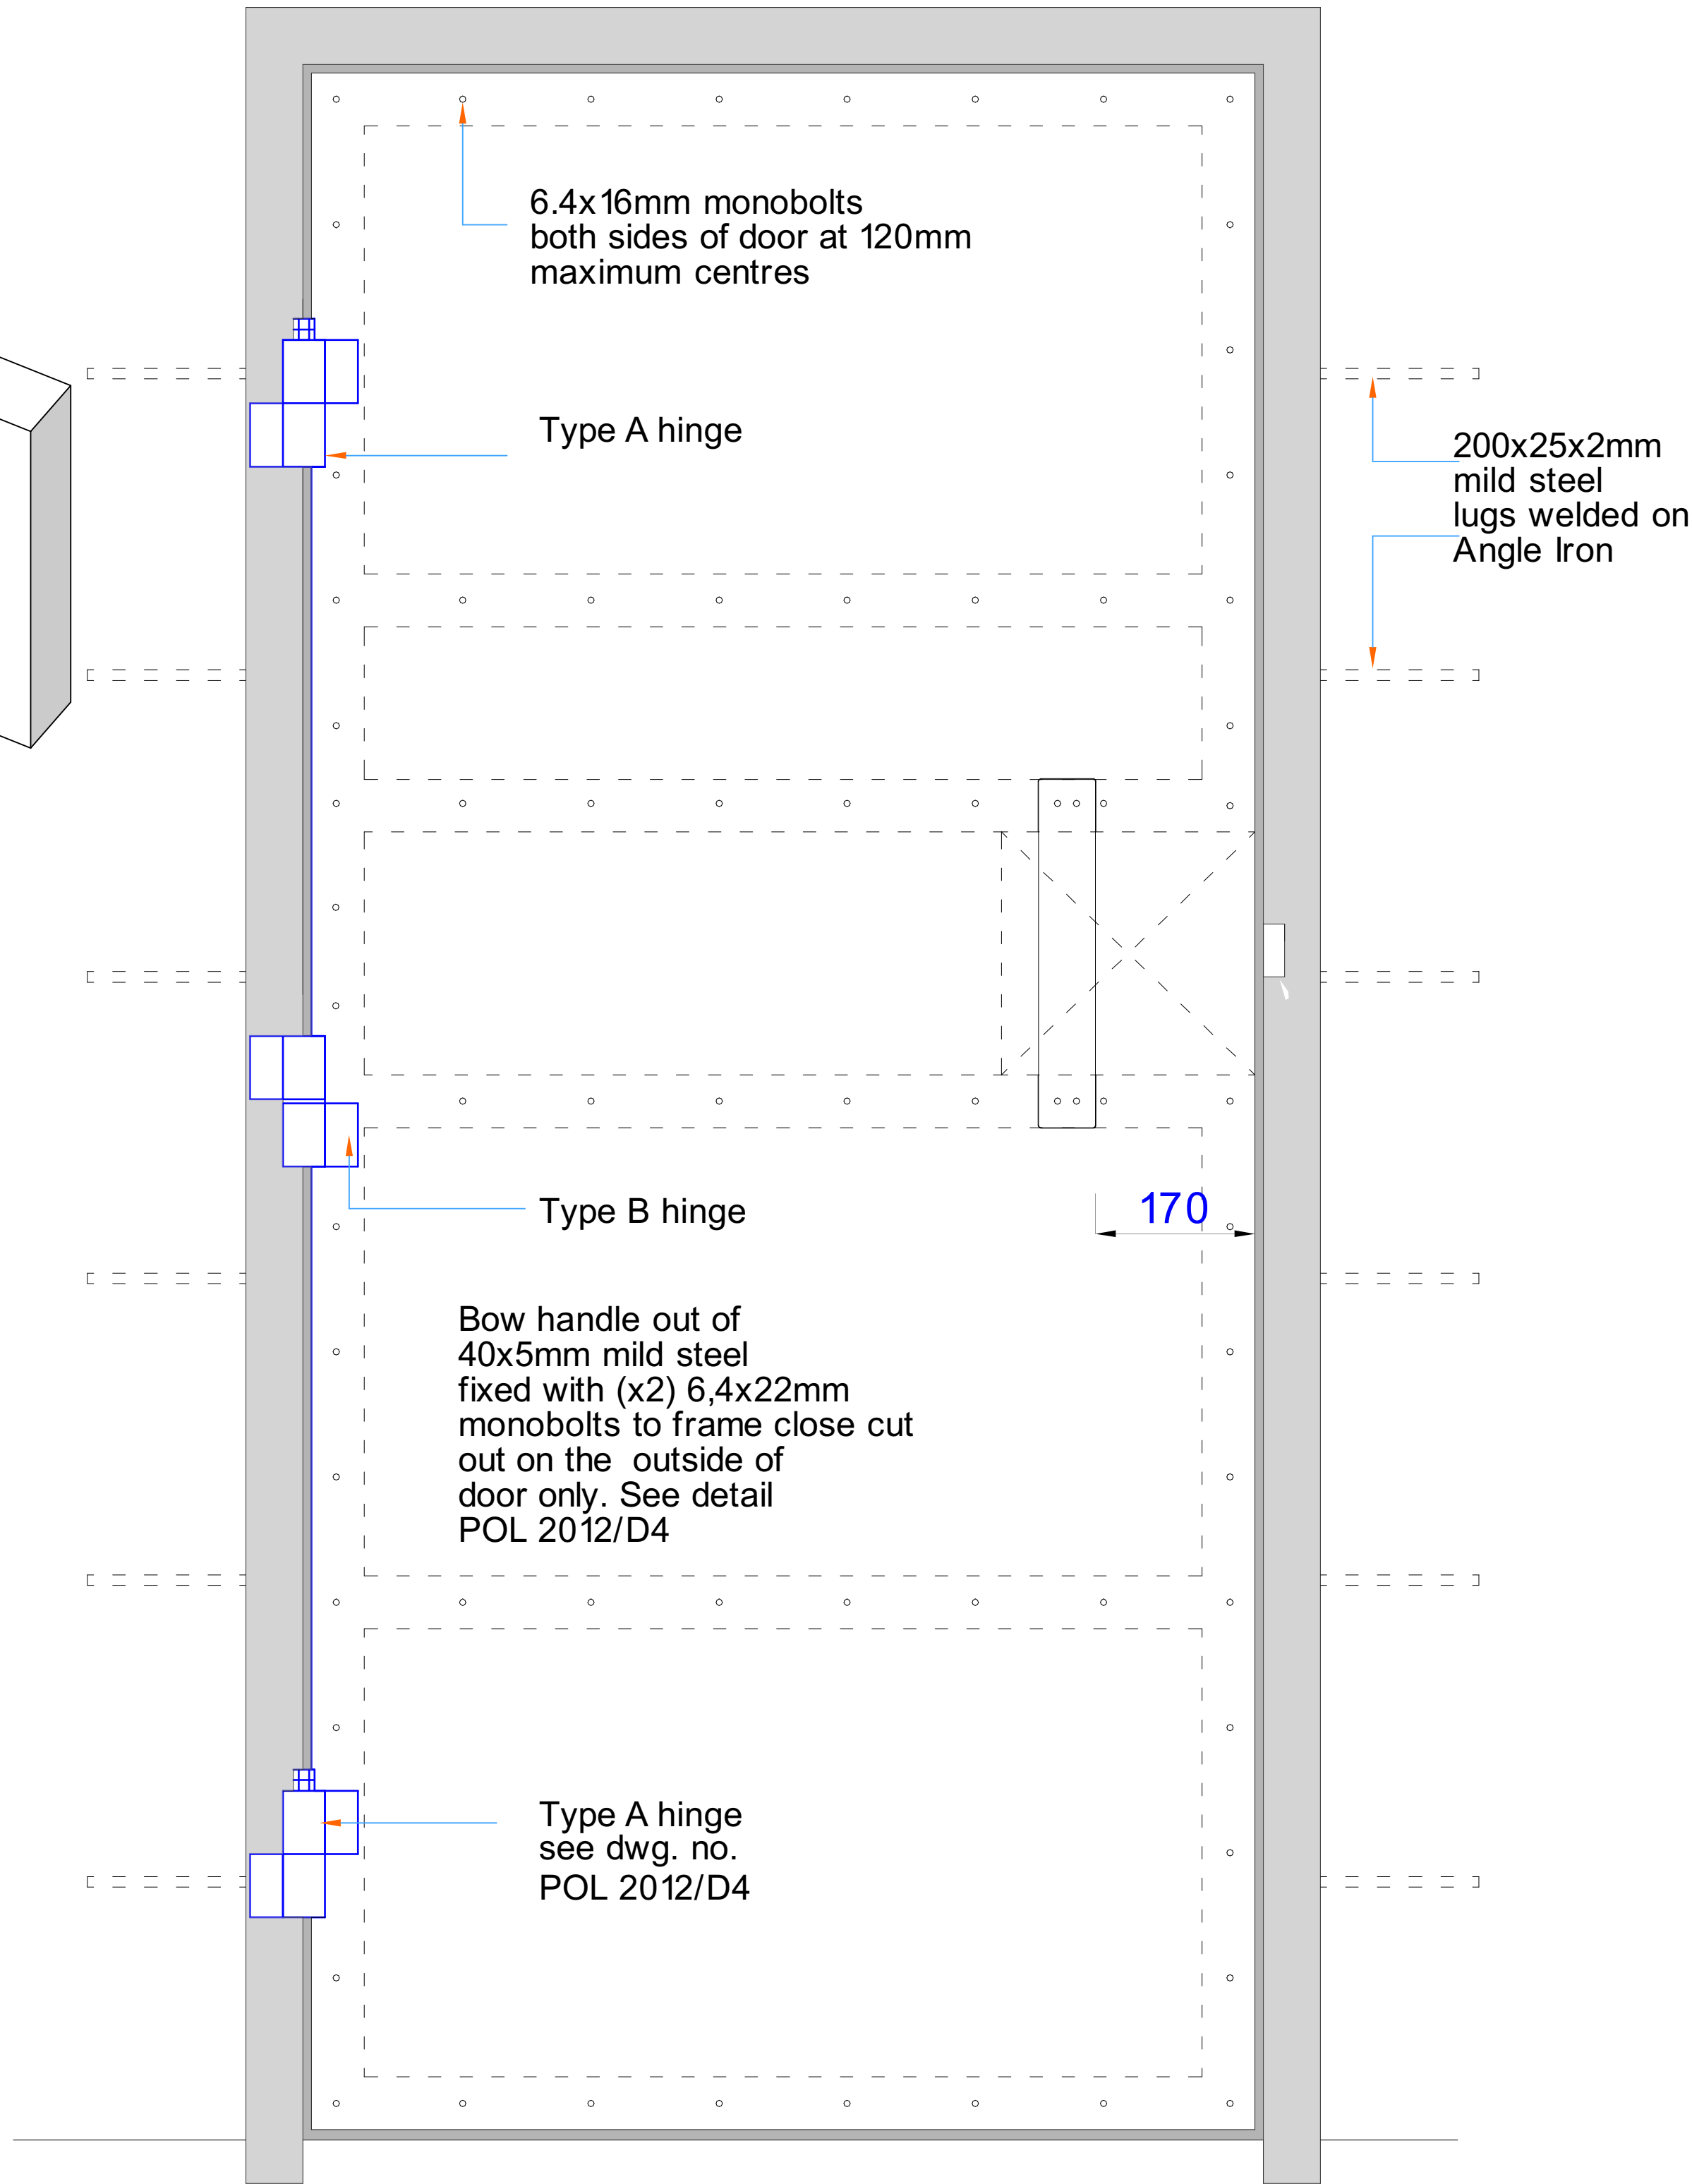 6.4x16mm monobolts
both sides of door at 120mm
maximum centres
Type A hinge
200x25x2mm
mild steel
lugs welded on
Angle Iron
Type B hinge
170
Bow handle out of
40x5mm mild steel
fixed with (x2) 6,4x22mm
monobolts to frame close cut
out on the outside of
door only. See detail
POL 2012/D4
Type A hinge
see dwg. no.
POL 2012/D4